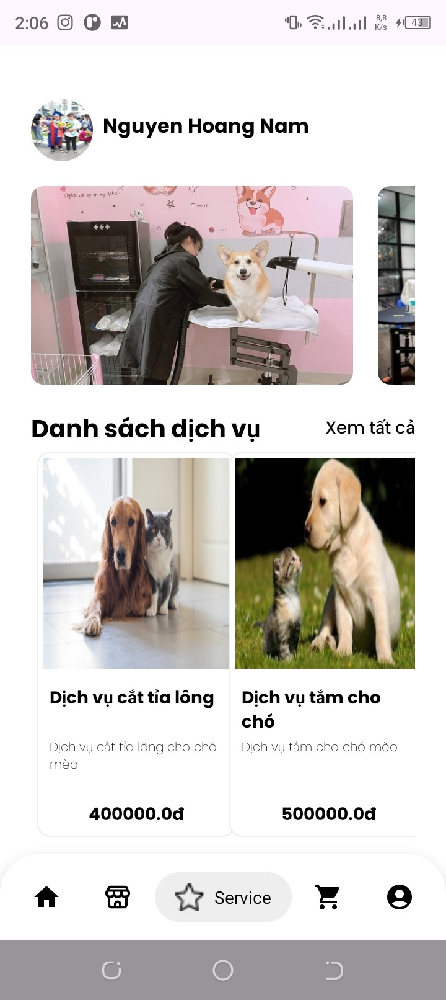 2:06
8,8
K/s
43
Nguyen Hoang Nam
Light lit up in my life
Timid
Danh sách dịch vụ
Xem tất cả
Dịch vụ cắt tỉa lông
Dịch vụ cắt tỉa lông cho chó
mèo
400000.0đ
Dịch vụ tắm cho
chó
Dịch vụ tắm cho chó mèo
500000.0đ
Service